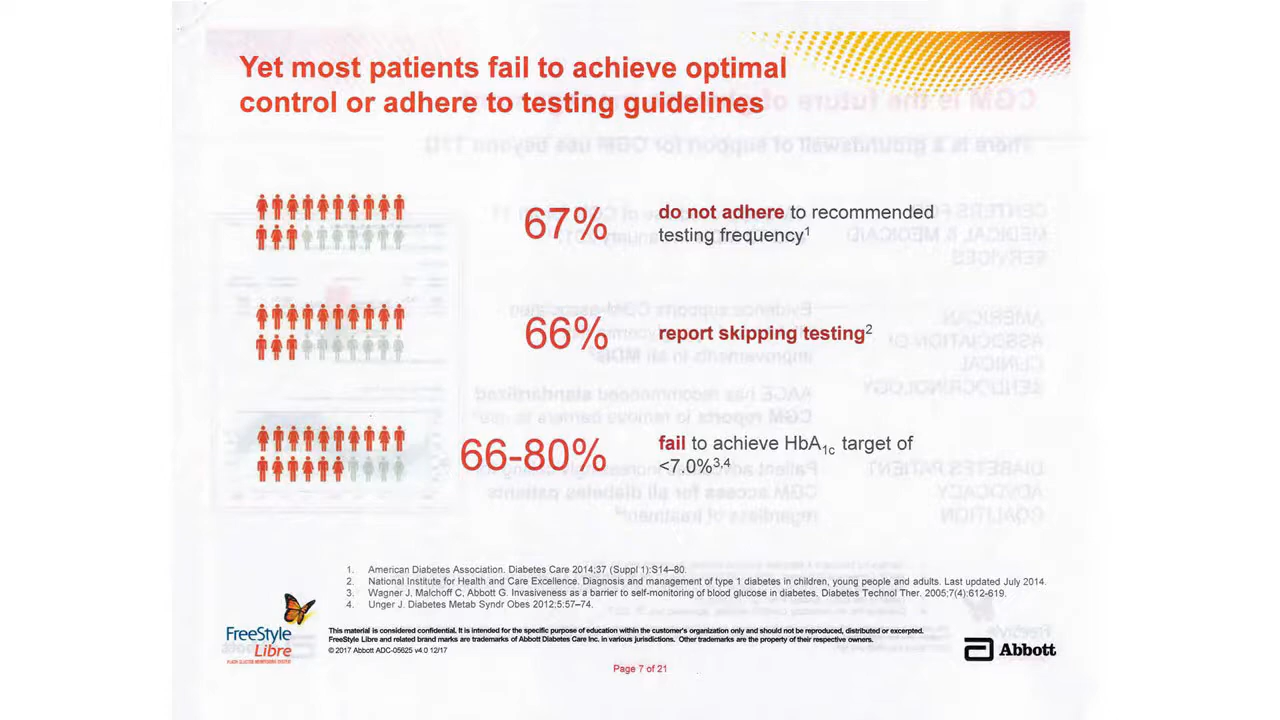 Yet most patients fail to achieve optimal
control or adhere to testing guidelines
67%
do not adhere to recommended
testing frequency1
66%
report skipping testing2
66-80%
fail to achieve HbA1c target of
<7.0%3,4
1. American Diabetes Association. Diabetes Care 2014;37 (Suppl 1):S14–80.
2. National Institute for Health and Care Excellence. Diagnosis and management of type 1 diabetes in children, young people and adults. Last updated July 2014.
3. Wagner J, Malchoff C, Abbott G. Invasiveness as a barrier to self-monitoring of blood glucose in diabetes. Diabetes Technol Ther. 2005;7(4):612-619.
4. Unger J. Diabetes Metab Syndr Obes 2012;5:57–74.
FreeStyle
Libre
FLASH GLUCOSE MONITORING SYSTEM
This material is considered confidential. It is intended for the specific purpose of education within the customer's organization only and should not be reproduced, distributed or excerpted.
FreeStyle Libre and related brand marks are trademarks of Abbott Diabetes Care Inc. in various jurisdictions. Other trademarks are the property of their respective owners.
© 2017 Abbott ADC-05625 v4.0 12/17
Abbott
Page 7 of 21